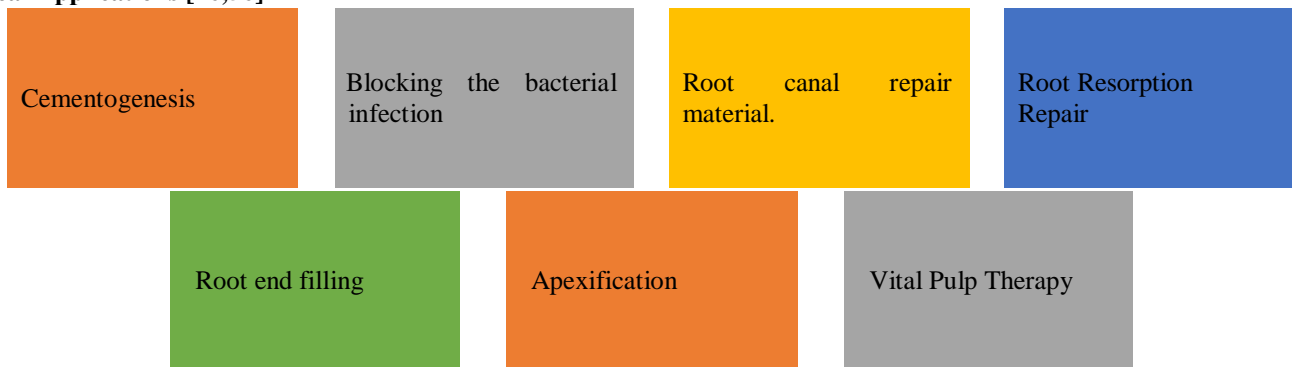 Applications
Cementogenesis
Blocking the bacterial
infection
Root canal repair
material.
Root Resorption
Repair
Root end filling
Apexification
Vital Pulp Therapy